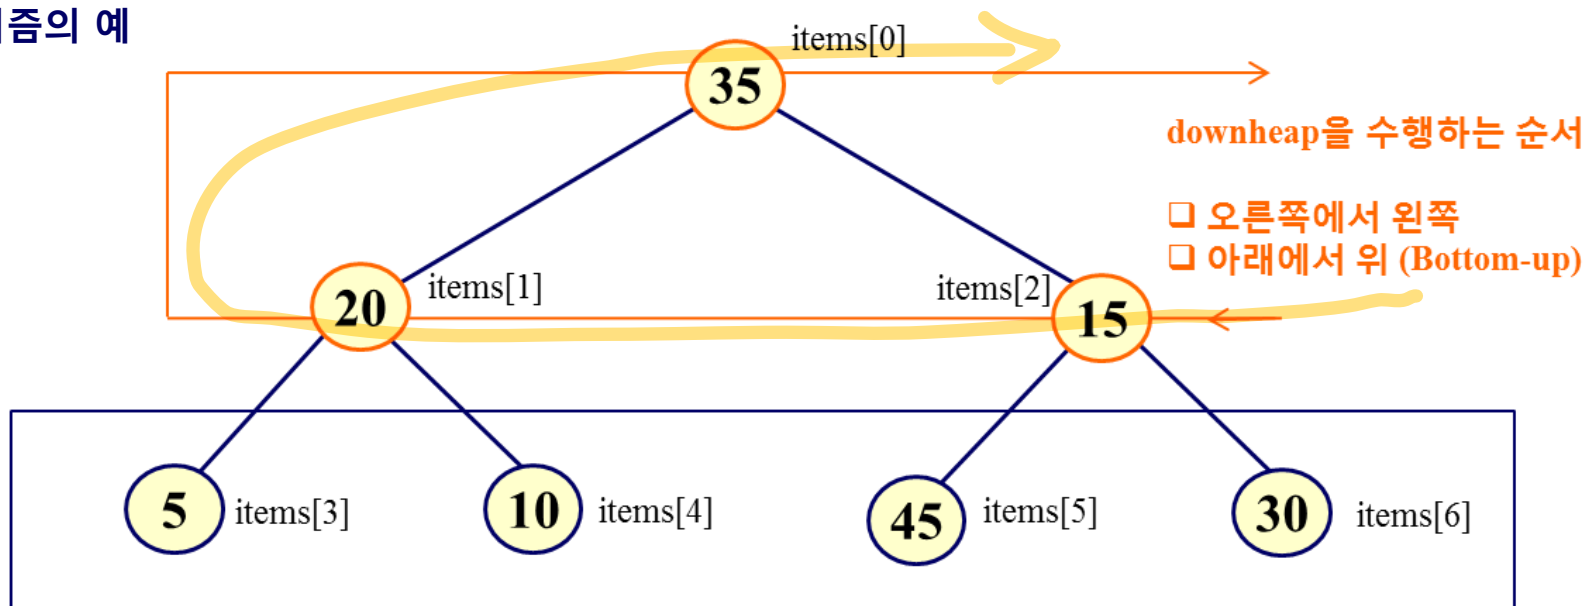 즘의 예
items[0]
35
downheap을 수행하는 순서
❑ 오른쪽에서 왼쪽
❑ 아래에서 위 (Bottom-up)
20
items[1]
items[2]
15
5
items[3]
10
items[4]
45
items[5]
30
items[6]